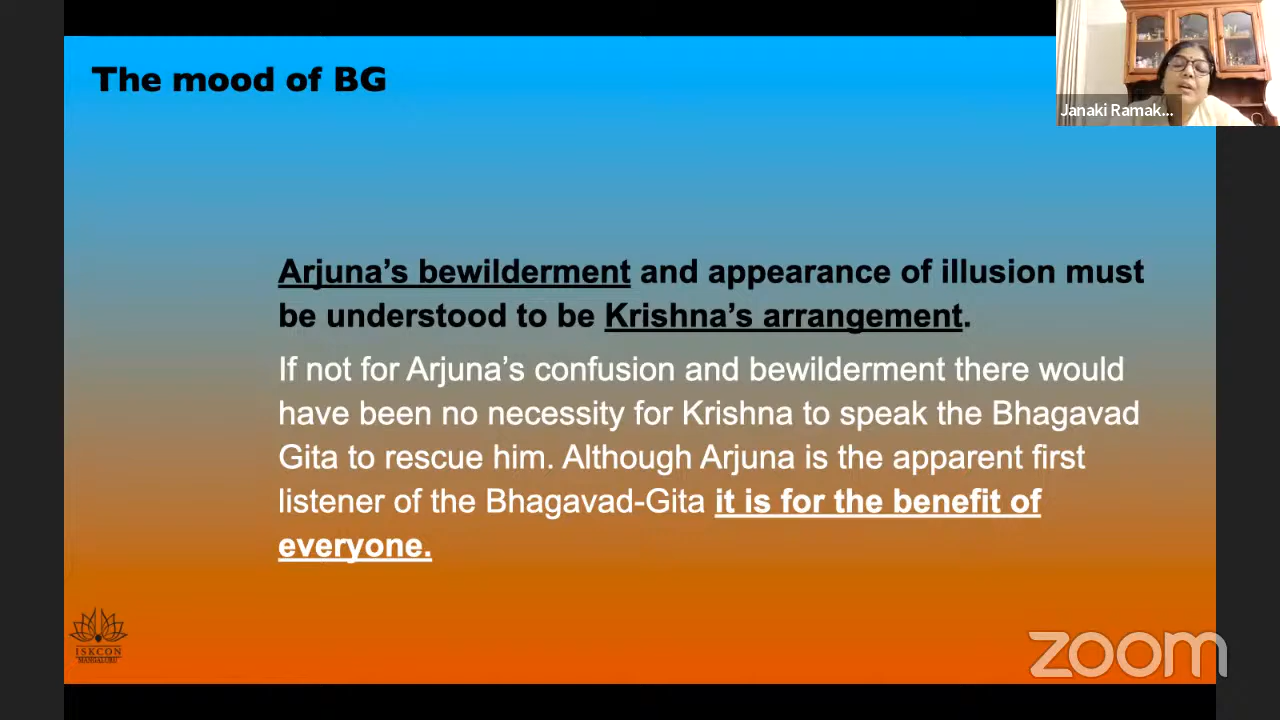 The mood of BG
Janaki Ramak...
Arjuna’s bewilderment and appearance of illusion must
be understood to be Krishna’s arrangement.
If not for Arjuna’s confusion and bewilderment there would
have been no necessity for Krishna to speak the Bhagavad
Gita to rescue him. Although Arjuna is the apparent first
listener of the Bhagavad-Gita it is for the benefit of
everyone.
ISKCON
MANGALURU
zoom